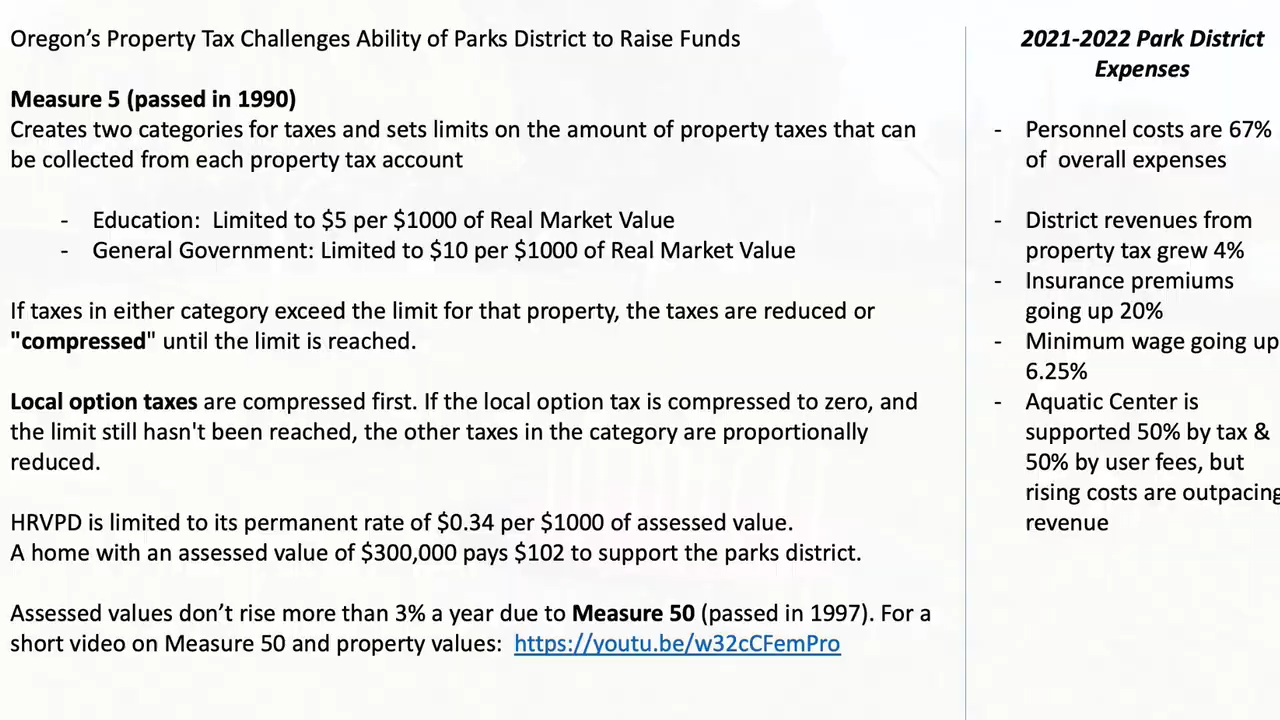 Oregon’s Property Tax Challenges Ability of Parks District to Raise Funds
Measure 5 (passed in 1990)
Creates two categories for taxes and sets limits on the amount of property taxes that can
be collected from each property tax account
- Education: Limited to $5 per $1000 of Real Market Value
- General Government: Limited to $10 per $1000 of Real Market Value
If taxes in either category exceed the limit for that property, the taxes are reduced or
"compressed" until the limit is reached.
Local option taxes are compressed first. If the local option tax is compressed to zero, and
the limit still hasn't been reached, the other taxes in the category are proportionally
reduced.
HRVPD is limited to its permanent rate of $0.34 per $1000 of assessed value.
A home with an assessed value of $300,000 pays $102 to support the parks district.
Assessed values don’t rise more than 3% a year due to Measure 50 (passed in 1997). For a
short video on Measure 50 and property values: https://youtu.be/w32cCFemPro
2021-2022 Park District
Expenses
- Personnel costs are 67%
of overall expenses
- District revenues from
property tax grew 4%
- Insurance premiums
going up 20%
- Minimum wage going up
6.25%
- Aquatic Center is
supported 50% by tax &
50% by user fees, but
rising costs are outpacing
revenue